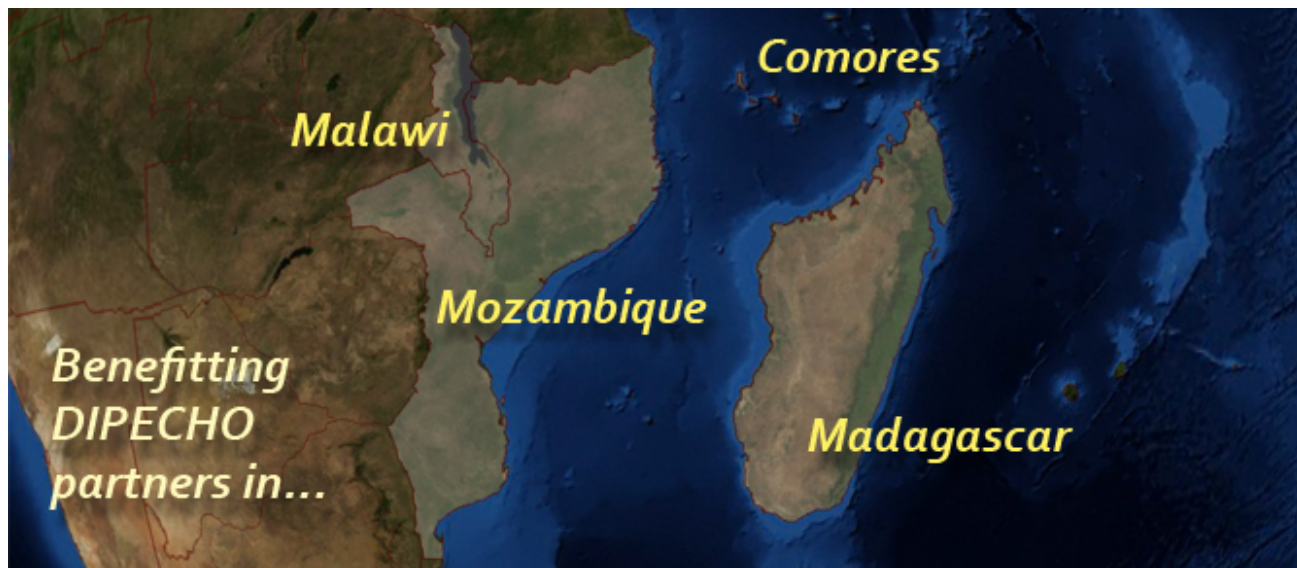 Comores
Malawi
Mozambique
Benefitting
DIPECHO
partners in...
Madagascar